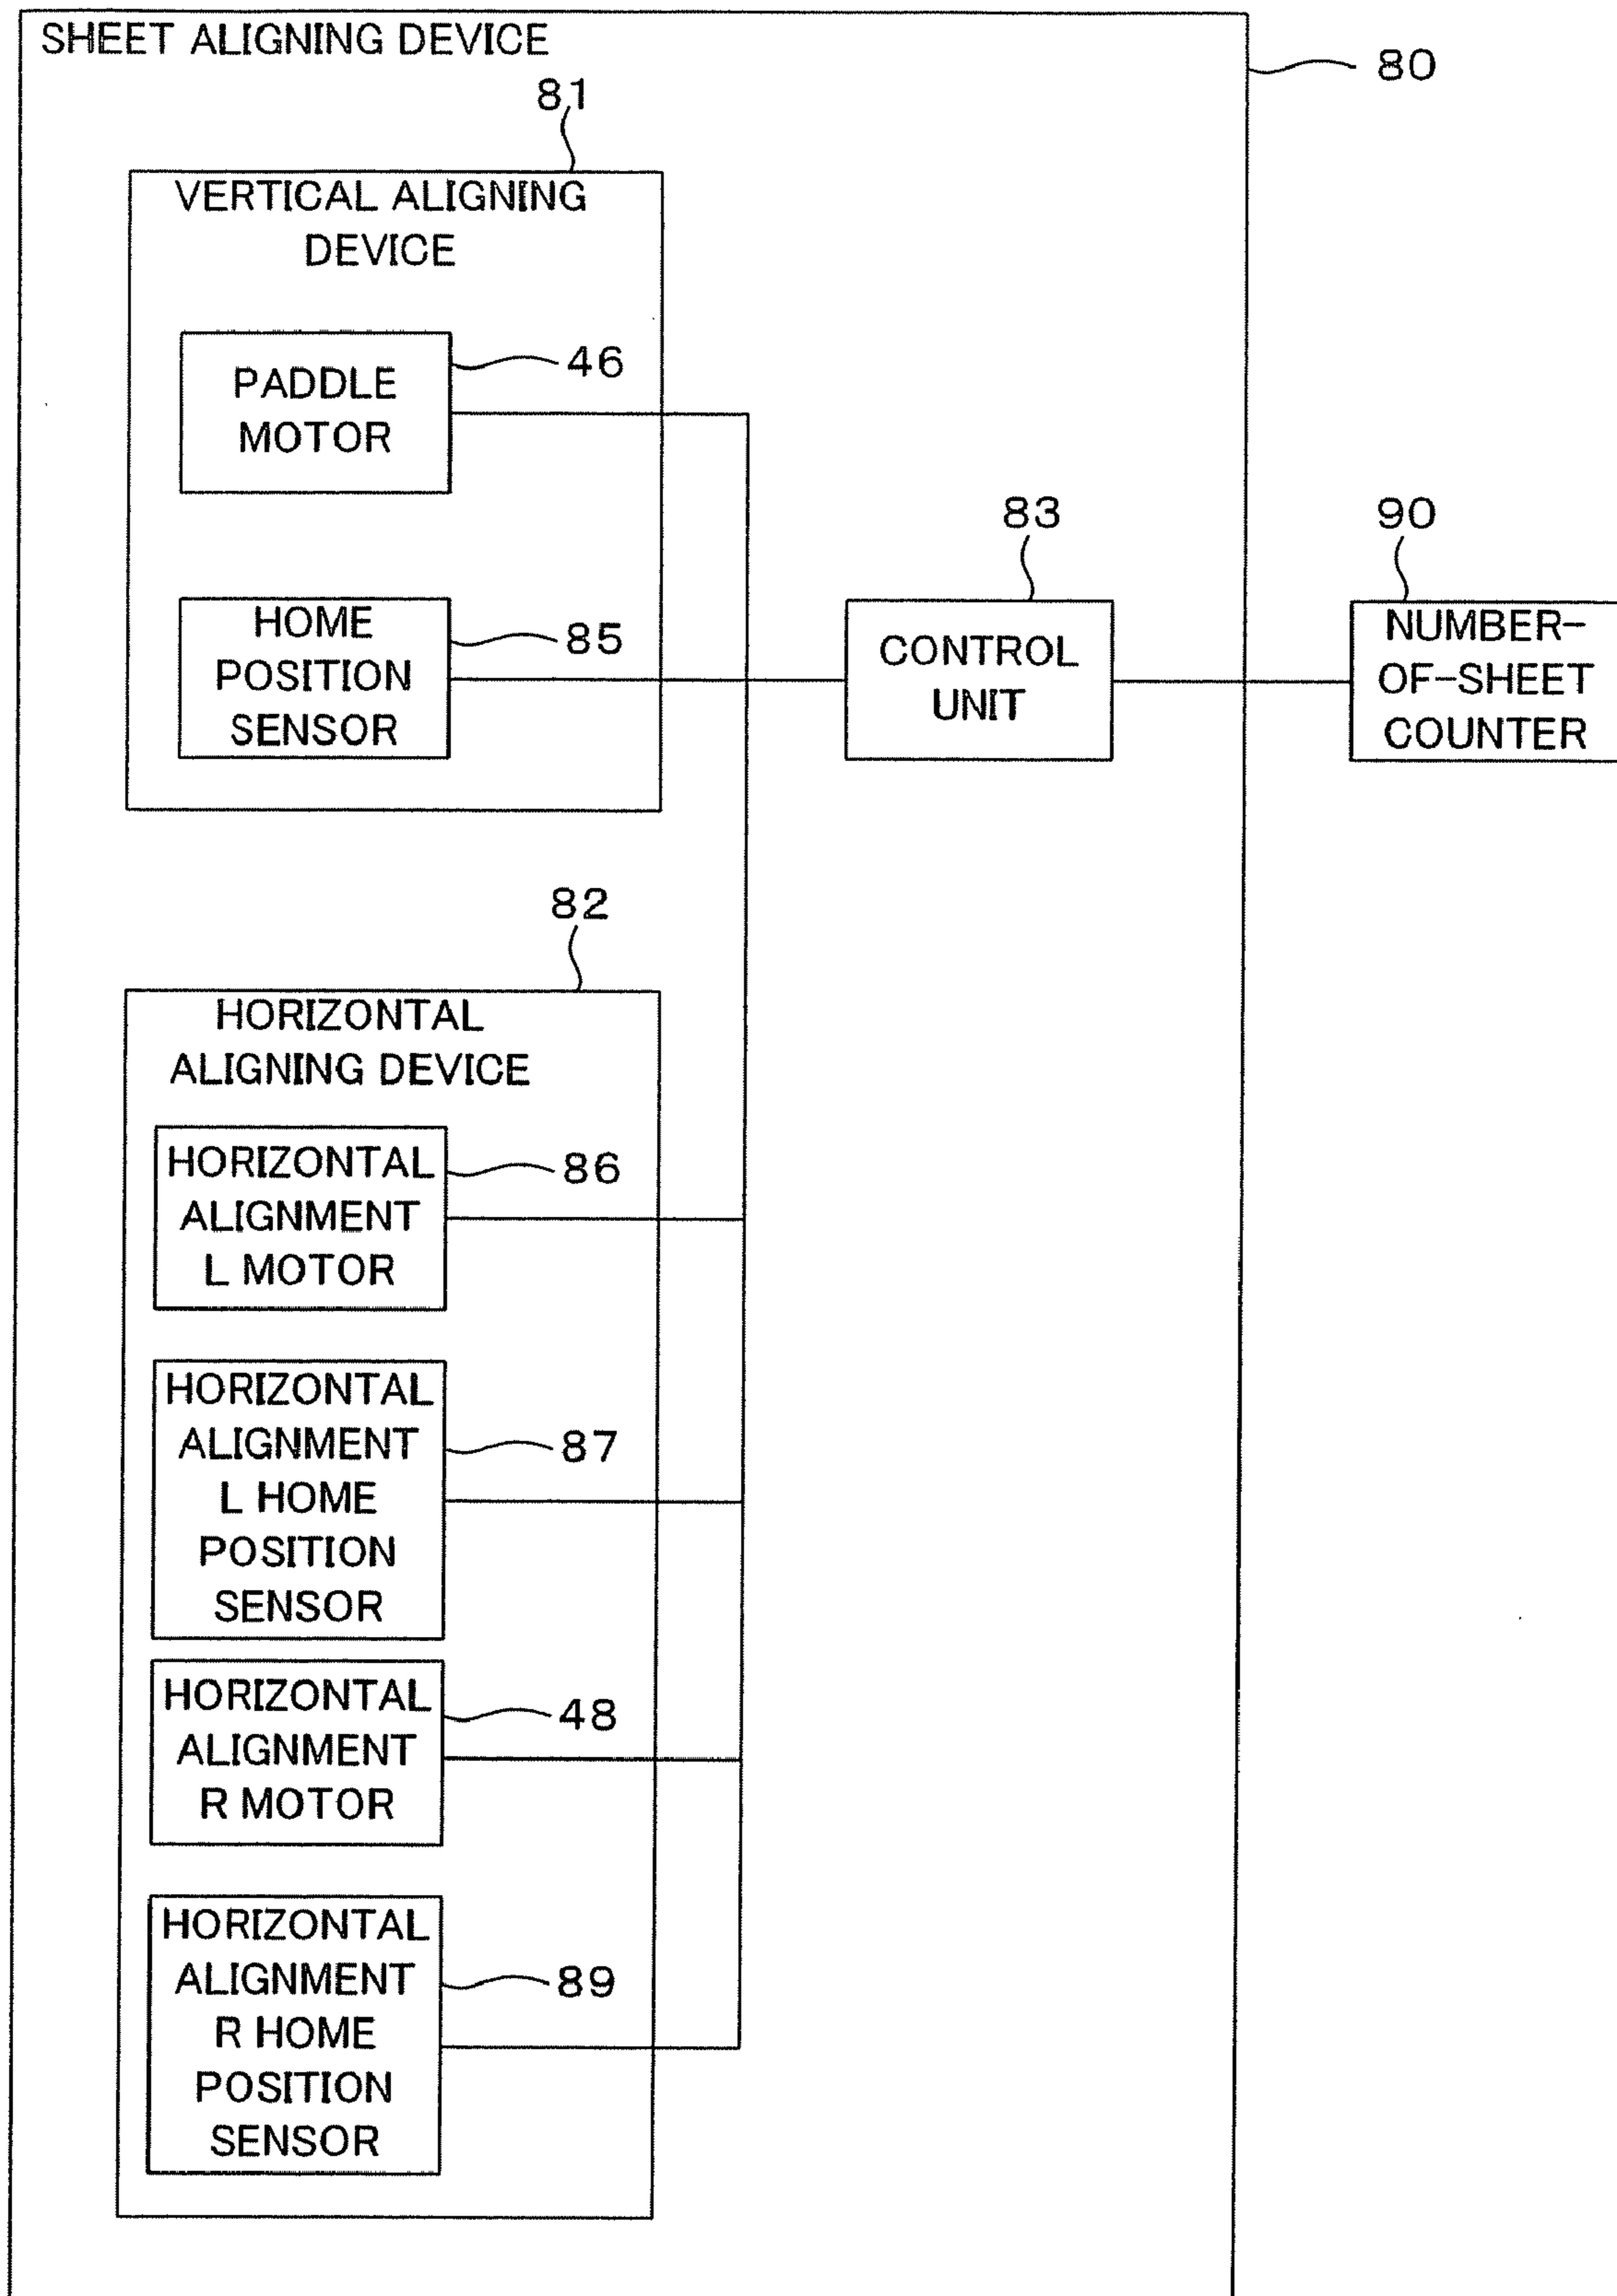 SHEET ALIGNING DEVICE
80
81
VERTICAL ALIGNING
DEVICE
PADDLE
MOTOR
46
HOME
POSITION
SENSOR
85
83
CONTROL
UNIT
90
NUMBER-
OF-SHEET
COUNTER
82
HORIZONTAL
ALIGNING DEVICE
HORIZONTAL
ALIGNMENT
L MOTOR
86
HORIZONTAL
ALIGNMENT
L HOME
POSITION
SENSOR
87
HORIZONTAL
ALIGNMENT
R MOTOR
48
HORIZONTAL
ALIGNMENT
R HOME
POSITION
SENSOR
89